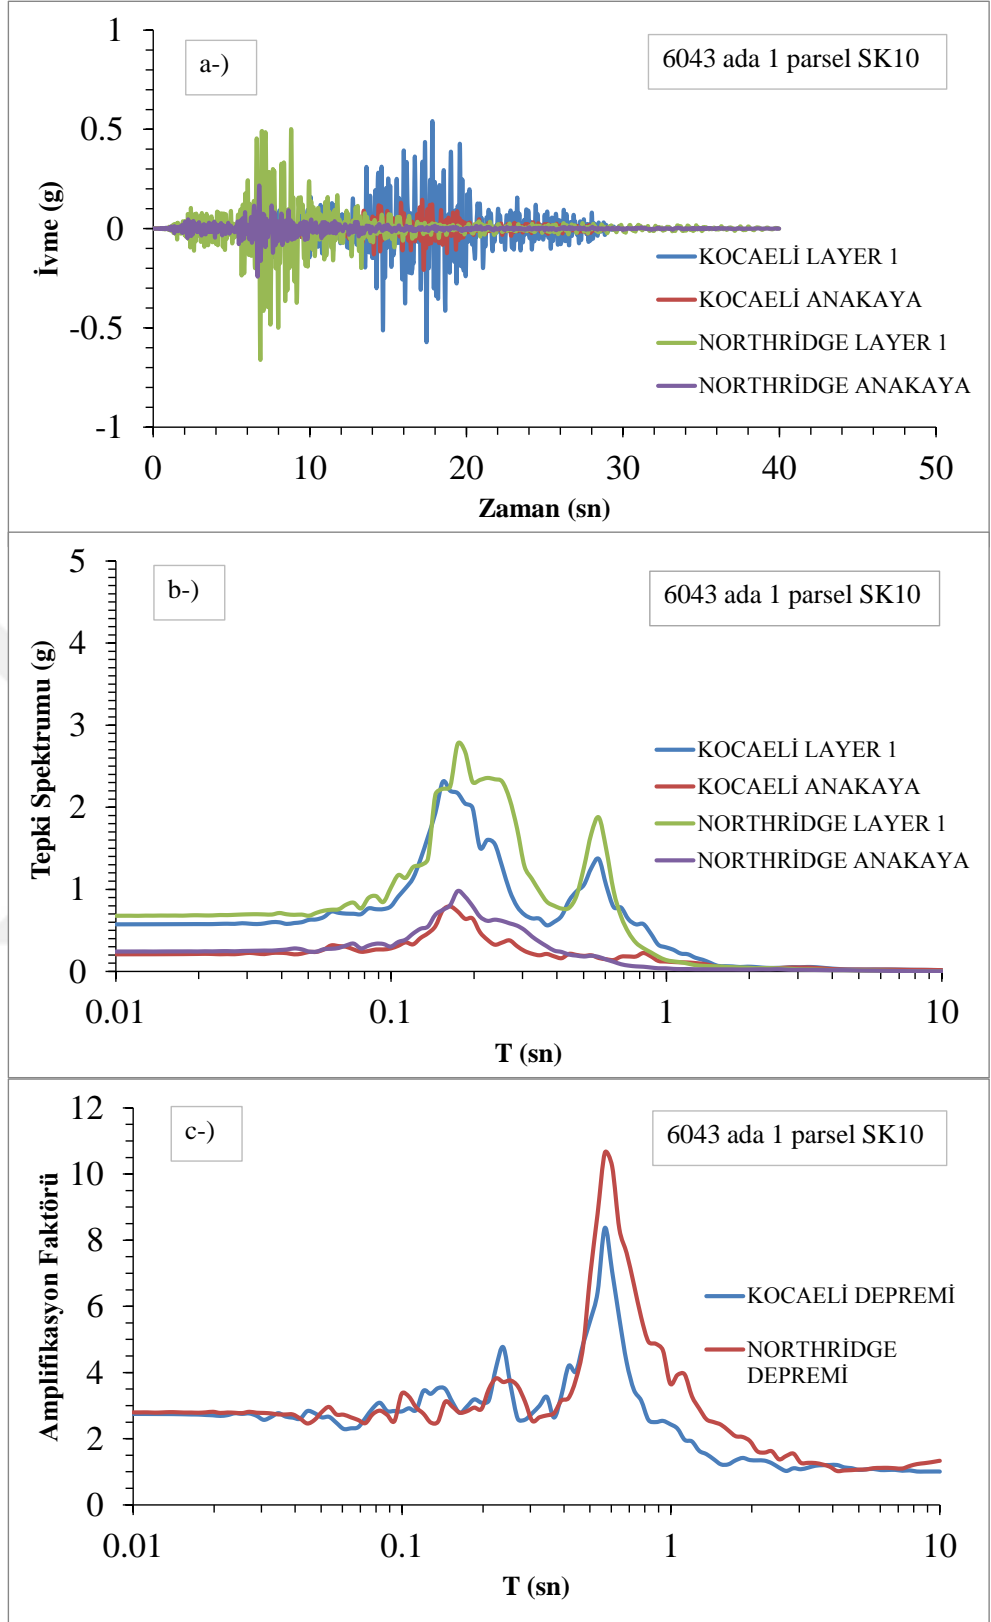 a-)
6043 ada 1 parsel SK10
1
0.5
0
-0.5
-1
İvme (g)
KOCAELİ LAYER 1
KOCAELİ ANAKAYA
NORTHRİDGE LAYER 1
NORTHRİDGE ANAKAYA
0 10 20 30 40 50
Zaman (sn)
b-)
6043 ada 1 parsel SK10
5
4
3
2
1
0
Tepki Spektrumu (g)
KOCAELİ LAYER 1
KOCAELİ ANAKAYA
NORTHRİDGE LAYER 1
NORTHRİDGE ANAKAYA
0.01 0.1 1 10
T (sn)
c-)
6043 ada 1 parsel SK10
12
10
8
6
4
2
0
Amplifikasyon Faktörü
KOCAELİ DEPREMİ
NORTHRİDGE
DEPREMİ
0.01 0.1 1 10
T (sn)